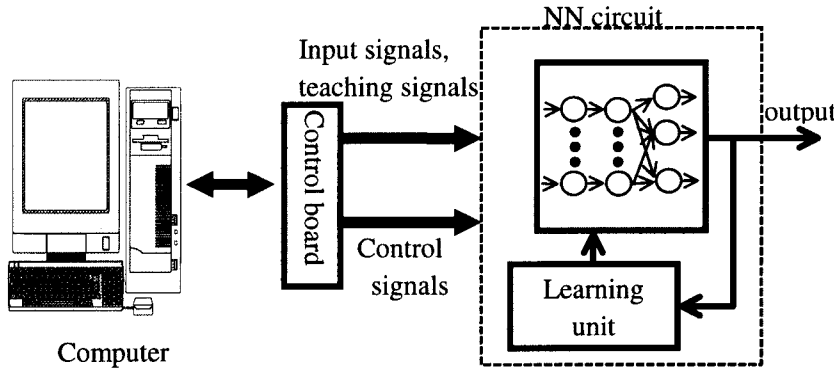 NN circuit
Input signals,
teaching signals
output
Control board
Control
signals
Learning
unit
Computer